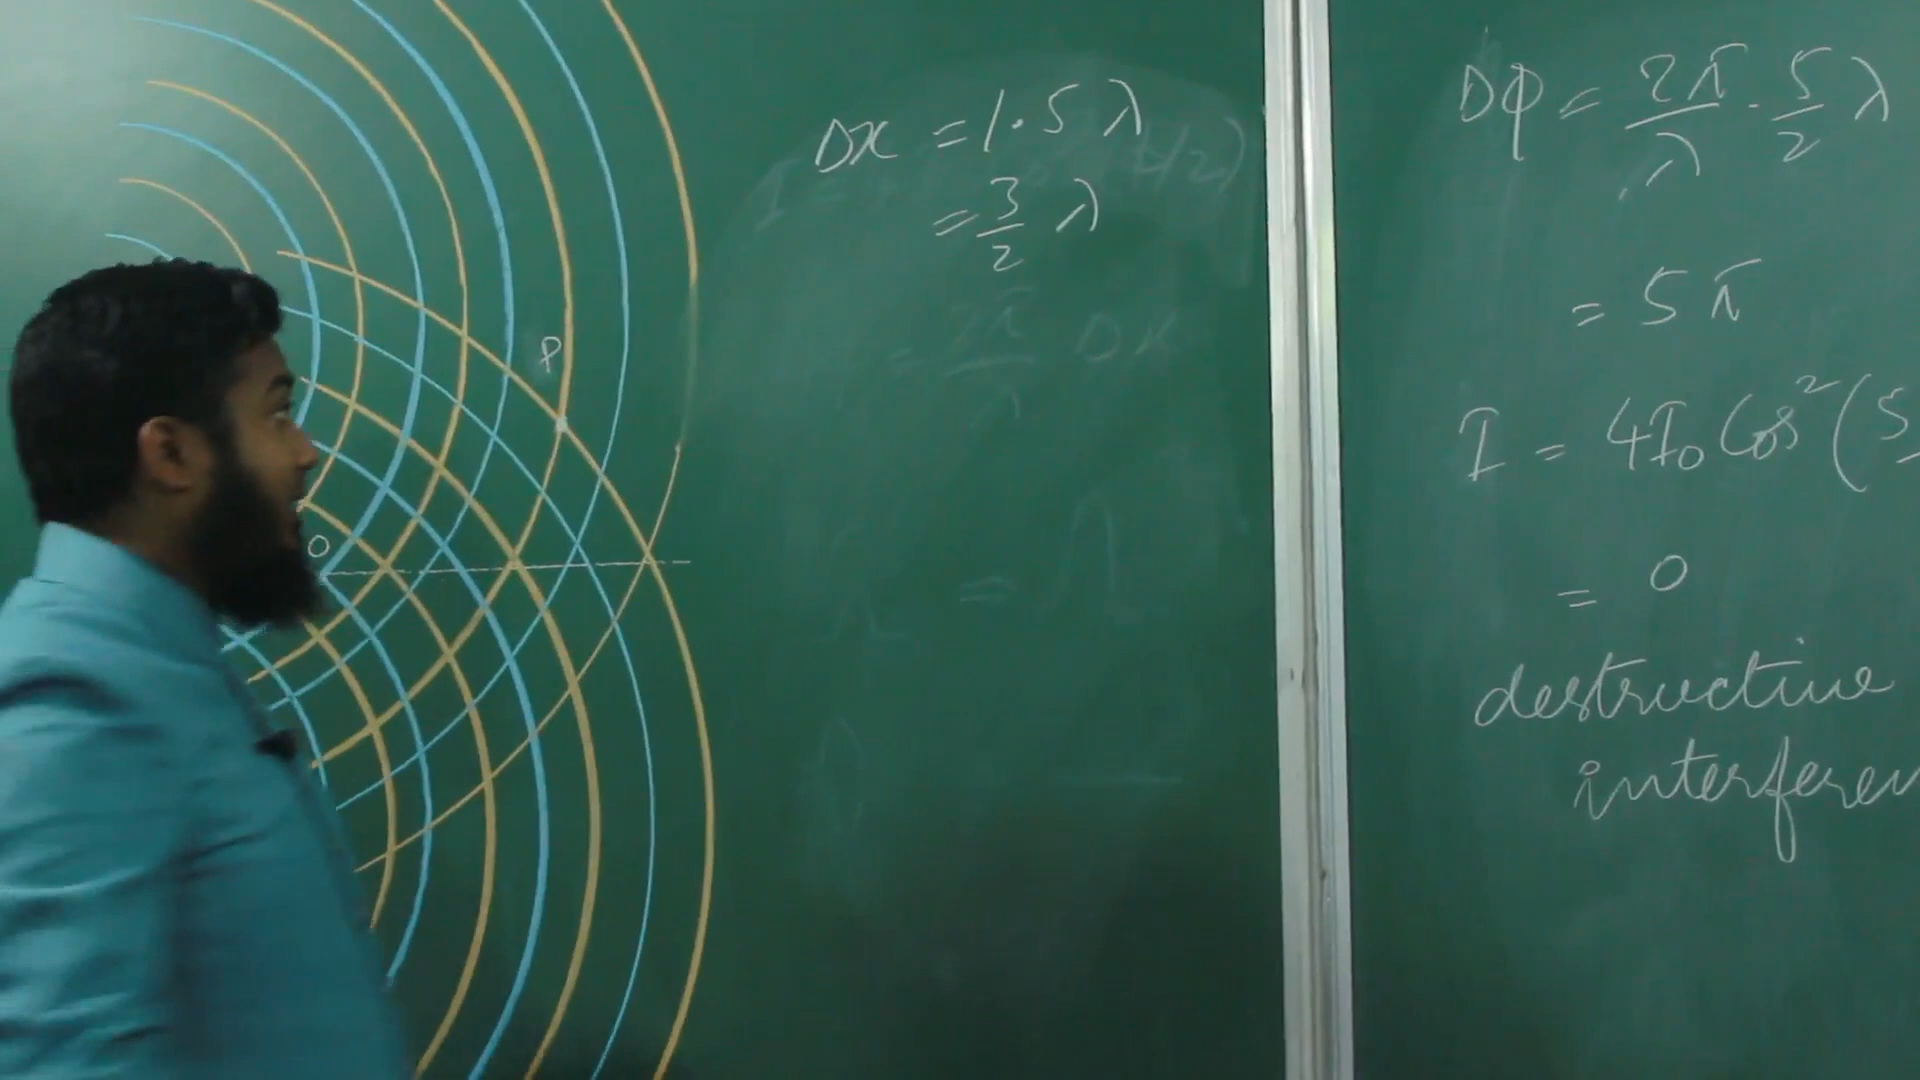 P
O
Δx = 1.5 λ
= 3/2 λ
Δφ = 2π/λ · 5/2 λ
= 5π
I = 4I₀ Cos² (5
= 0
destructive
interferen